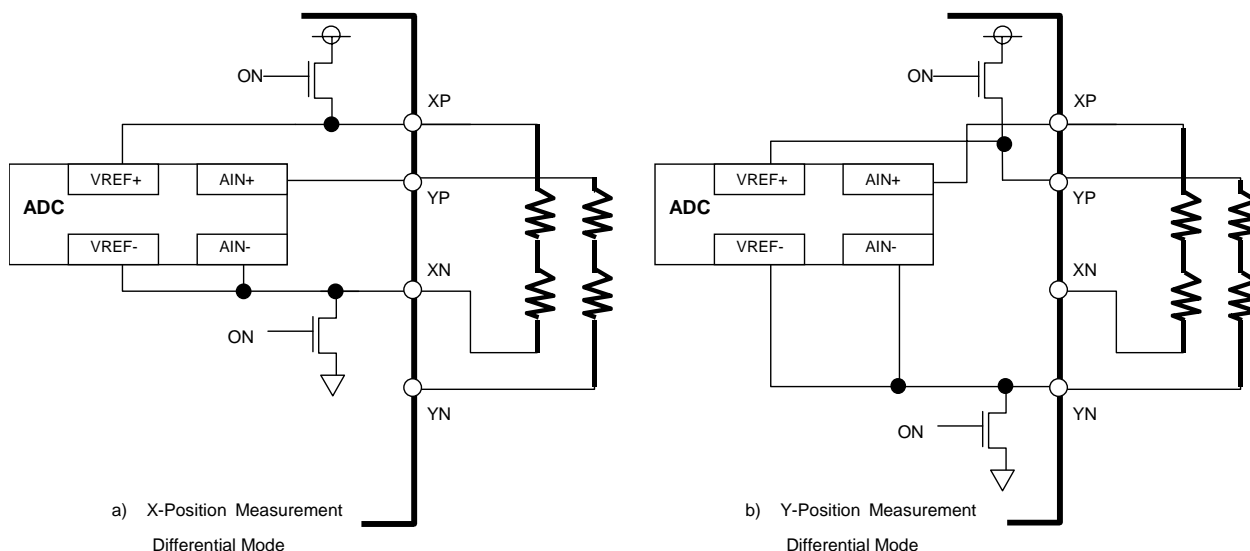 ON
XP
VREF+
AIN+
YP
ADC
VREF-
AIN-
XN
ON
YN
a) X-Position Measurement
Differential Mode
ON
XP
VREF+
AIN+
YP
ADC
VREF-
AIN-
XN
ON
YN
b) Y-Position Measurement
Differential Mode